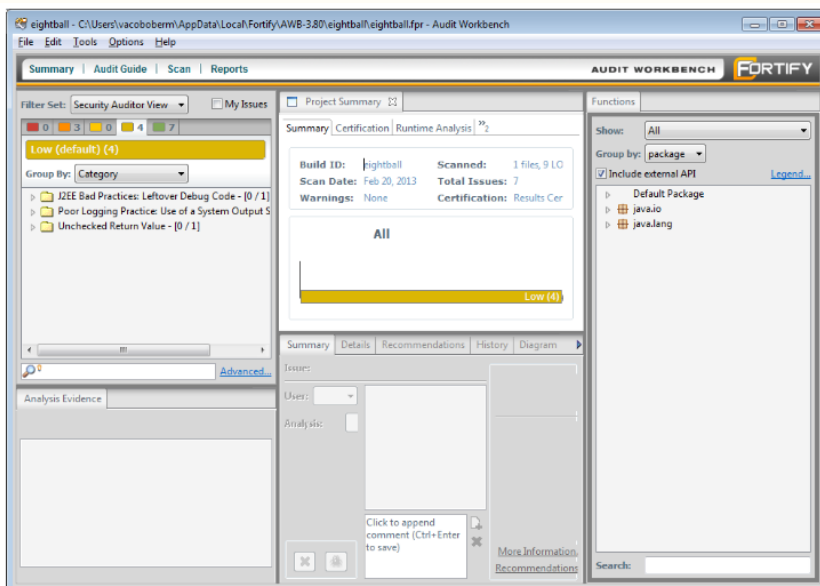 eightball - C:\Users\vacoboberm\AppData\Local\Fortify\AWB-3.80\eightball\eightball.fpr - Audit Workbench
File Edit Tools Options Help
Summary | Audit Guide | Scan | Reports
AUDIT WORKBENCH
FORTIFY
Filter Set: Security Auditor View
My Issues
0 3 0 4 7
Low (default) (4)
Group By: Category
J2EE Bad Practices: Leftover Debug Code - [0 / 1]
Poor Logging Practice: Use of a System Output S
Unchecked Return Value - [0 / 1]
Advanced...
Analysis Evidence
Project Summary
Summary Certification Runtime Analysis »2
Build ID: eightball Scanned: 1 files, 9 LO
Scan Date: Feb 20, 2013 Total Issues: 7
Warnings: None Certification: Results Cer
All
Low (4)
Summary Details Recommendations History Diagram
Issue:
User:
Analysis:
Click to append
comment (Ctrl+Enter
to save)
More Information.
Recommendations
Functions
Show: All
Group by: package
Include external API Legend...
Default Package
java.io
java.lang
Search: